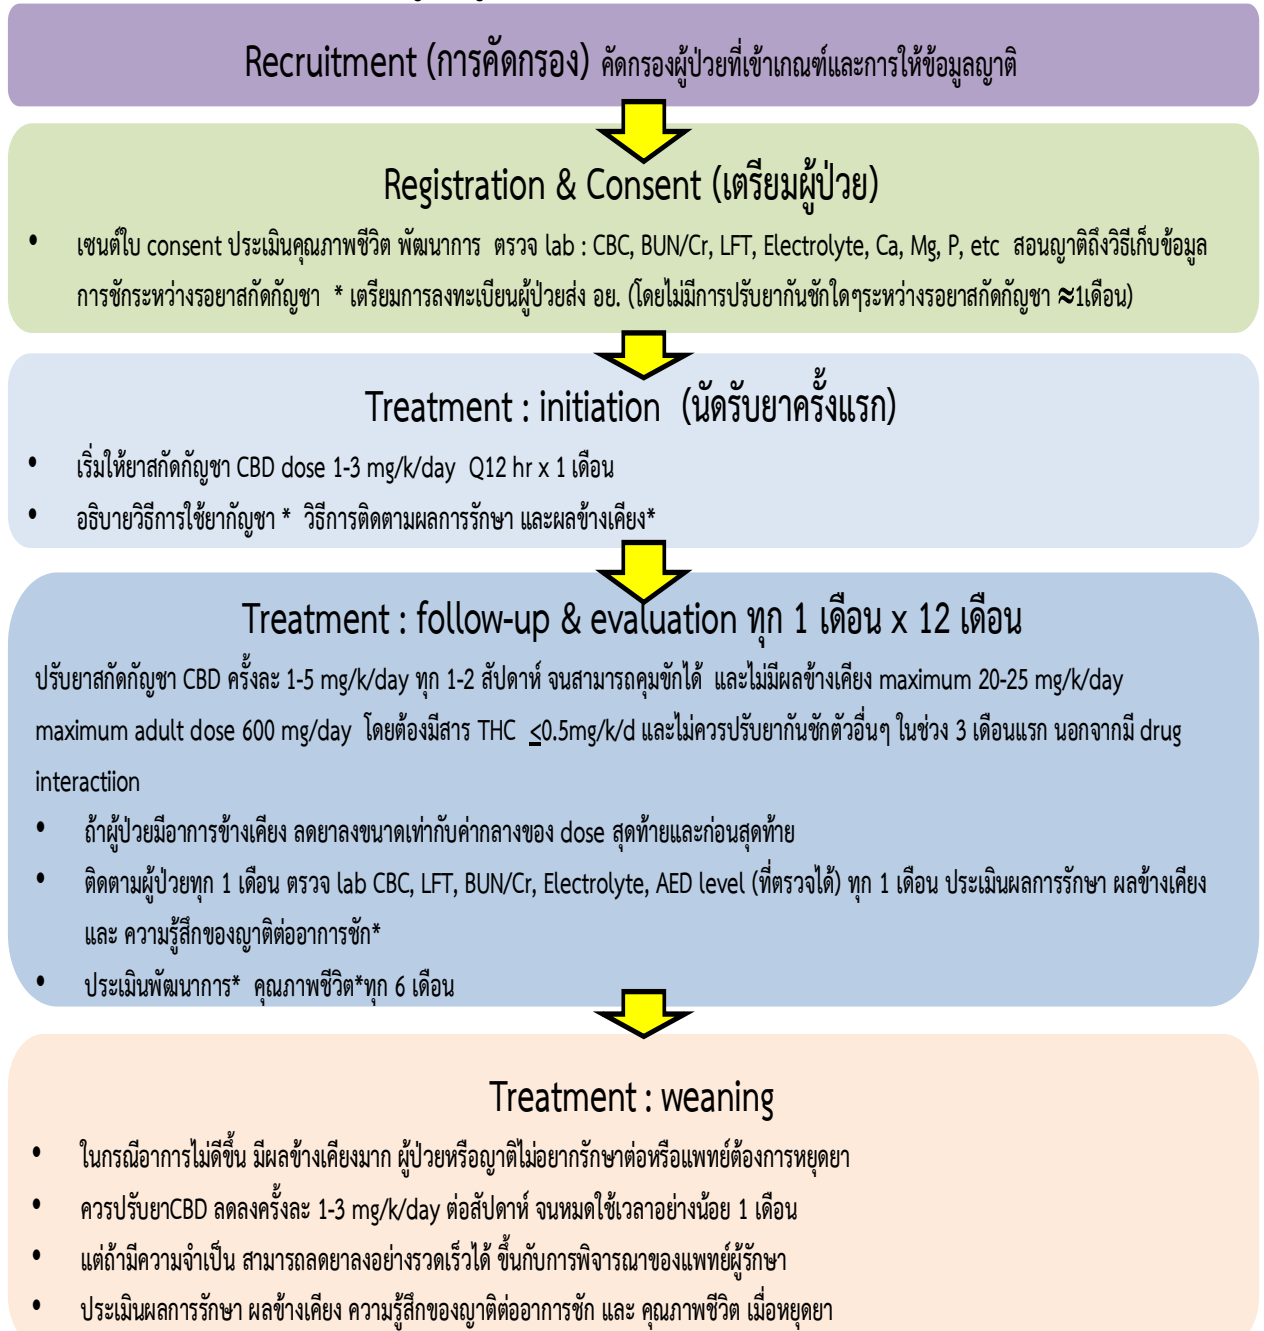 Recruitment (การคัดกรอง) คัดกรองผู้ป่วยที่เข้าเกณฑ์และการให้ข้อมูลญาติ
Registration & Consent (เตรียมผู้ป่วย)
• เซนต์ใบ consent ประเมินคุณภาพชีวิต พัฒนาการ ตรวจ lab : CBC, BUN/Cr, LFT, Electrolyte, Ca, Mg, P, etc สอนญาติถึงวิธีเก็บข้อมูล
การชักระหว่างรอยาสกัดกัญชา * เตรียมการลงทะเบียนผู้ป่วยส่ง อย. (โดยไม่มีการปรับยากันชักใดๆระหว่างรอยาสกัดกัญชา ≈1เดือน)
Treatment : initiation (นัดรับยาครั้งแรก)
• เริ่มให้ยาสกัดกัญชา CBD dose 1-3 mg/k/day Q12 hr x 1 เดือน
• อธิบายวิธีการใช้ยากัญชา * วิธีการติดตามผลการรักษา และผลข้างเคียง*
Treatment : follow-up & evaluation ทุก 1 เดือน x 12 เดือน
ปรับยาสกัดกัญชา CBD ครั้งละ 1-5 mg/k/day ทุก 1-2 สัปดาห์ จนสามารถคุมขักได้ และไม่มีผลข้างเคียง maximum 20-25 mg/k/day
maximum adult dose 600 mg/day โดยต้องมีสาร THC ≤0.5mg/k/d และไม่ควรปรับยากันชักตัวอื่นๆ ในช่วง 3 เดือนแรก นอกจากมี drug
interactiion
• ถ้าผู้ป่วยมีอาการข้างเคียง ลดยาลงขนาดเท่ากับค่ากลางของ dose สุดท้ายและก่อนสุดท้าย
• ติดตามผู้ป่วยทุก 1 เดือน ตรวจ lab CBC, LFT, BUN/Cr, Electrolyte, AED level (ที่ตรวจได้) ทุก 1 เดือน ประเมินผลการรักษา ผลข้างเคียง
และ ความรู้สึกของญาติต่ออาการชัก*
• ประเมินพัฒนาการ* คุณภาพชีวิต*ทุก 6 เดือน
Treatment : weaning
• ในกรณีอาการไม่ดีขึ้น มีผลข้างเคียงมาก ผู้ป่วยหรือญาติไม่อยากรักษาต่อหรือแพทย์ต้องการหยุดยา
• ควรปรับยาCBD ลดลงครั้งละ 1-3 mg/k/day ต่อสัปดาห์ จนหมดใช้เวลาอย่างน้อย 1 เดือน
• แต่ถ้ามีความจำเป็น สามารถลดยาลงอย่างรวดเร็วได้ ขึ้นกับการพิจารณาของแพทย์ผู้รักษา
• ประเมินผลการรักษา ผลข้างเคียง ความรู้สึกของญาติต่ออาการชัก และ คุณภาพชีวิต เมื่อหยุดยา